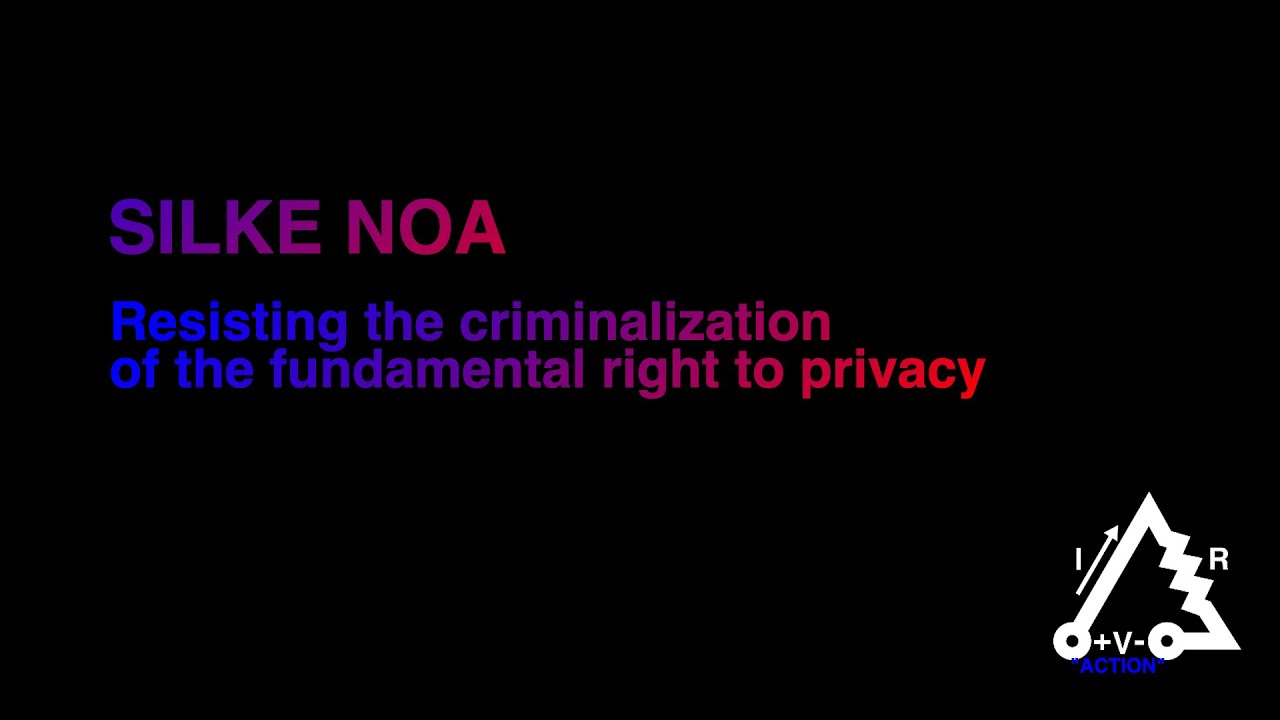 SILKE NOA
Resisting the criminalization
of the fundamental right to privacy
I
R
+V-
"ACTION"